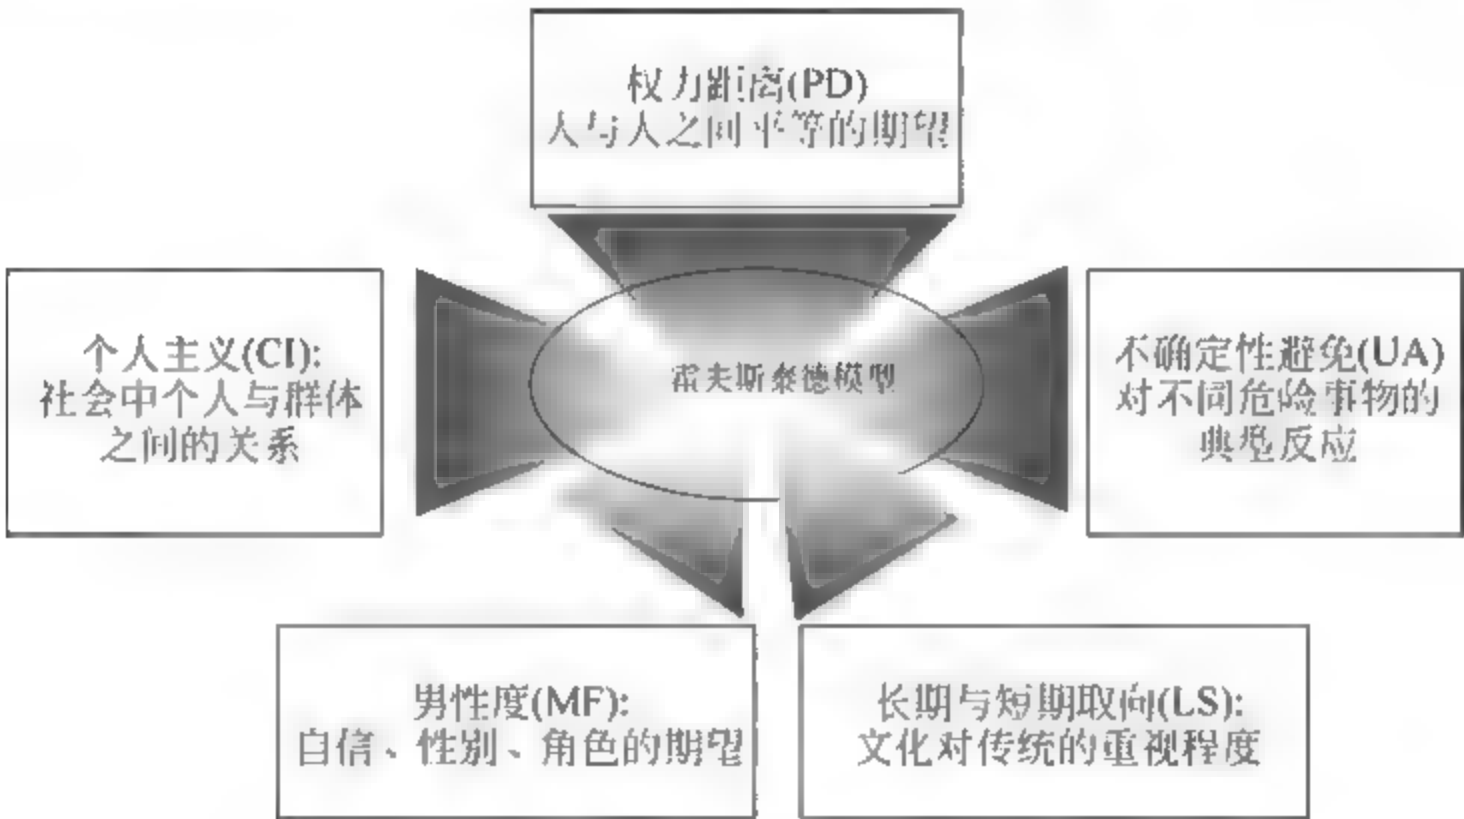 权力距离(PD)
人与人之间平等的期望
个人主义(CI):
社会中个人与群体
之间的关系
雷夫斯泰德模型
不确定性避免(UA)
对不同危险事物的
典型反应
男性度(MF):
自信、性别、角色的期望
长期与短期取向(LS):
文化对传统的重视程度